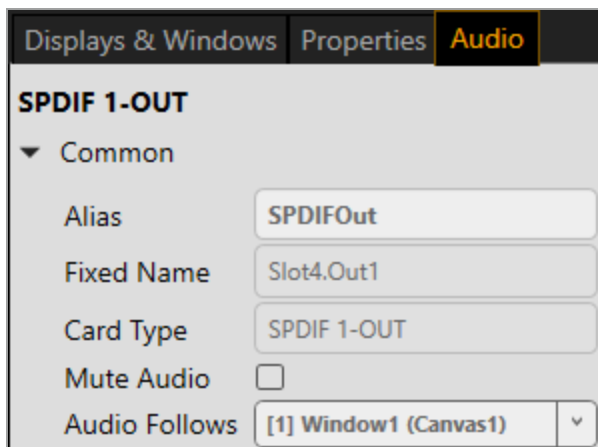 Displays & Windows Properties Audio
SPDIF 1-OUT
Common
Alias SPDIFOut
Fixed Name Slot4.Out1
Card Type SPDIF 1-OUT
Mute Audio
Audio Follows [1] Window1 (Canvas1)